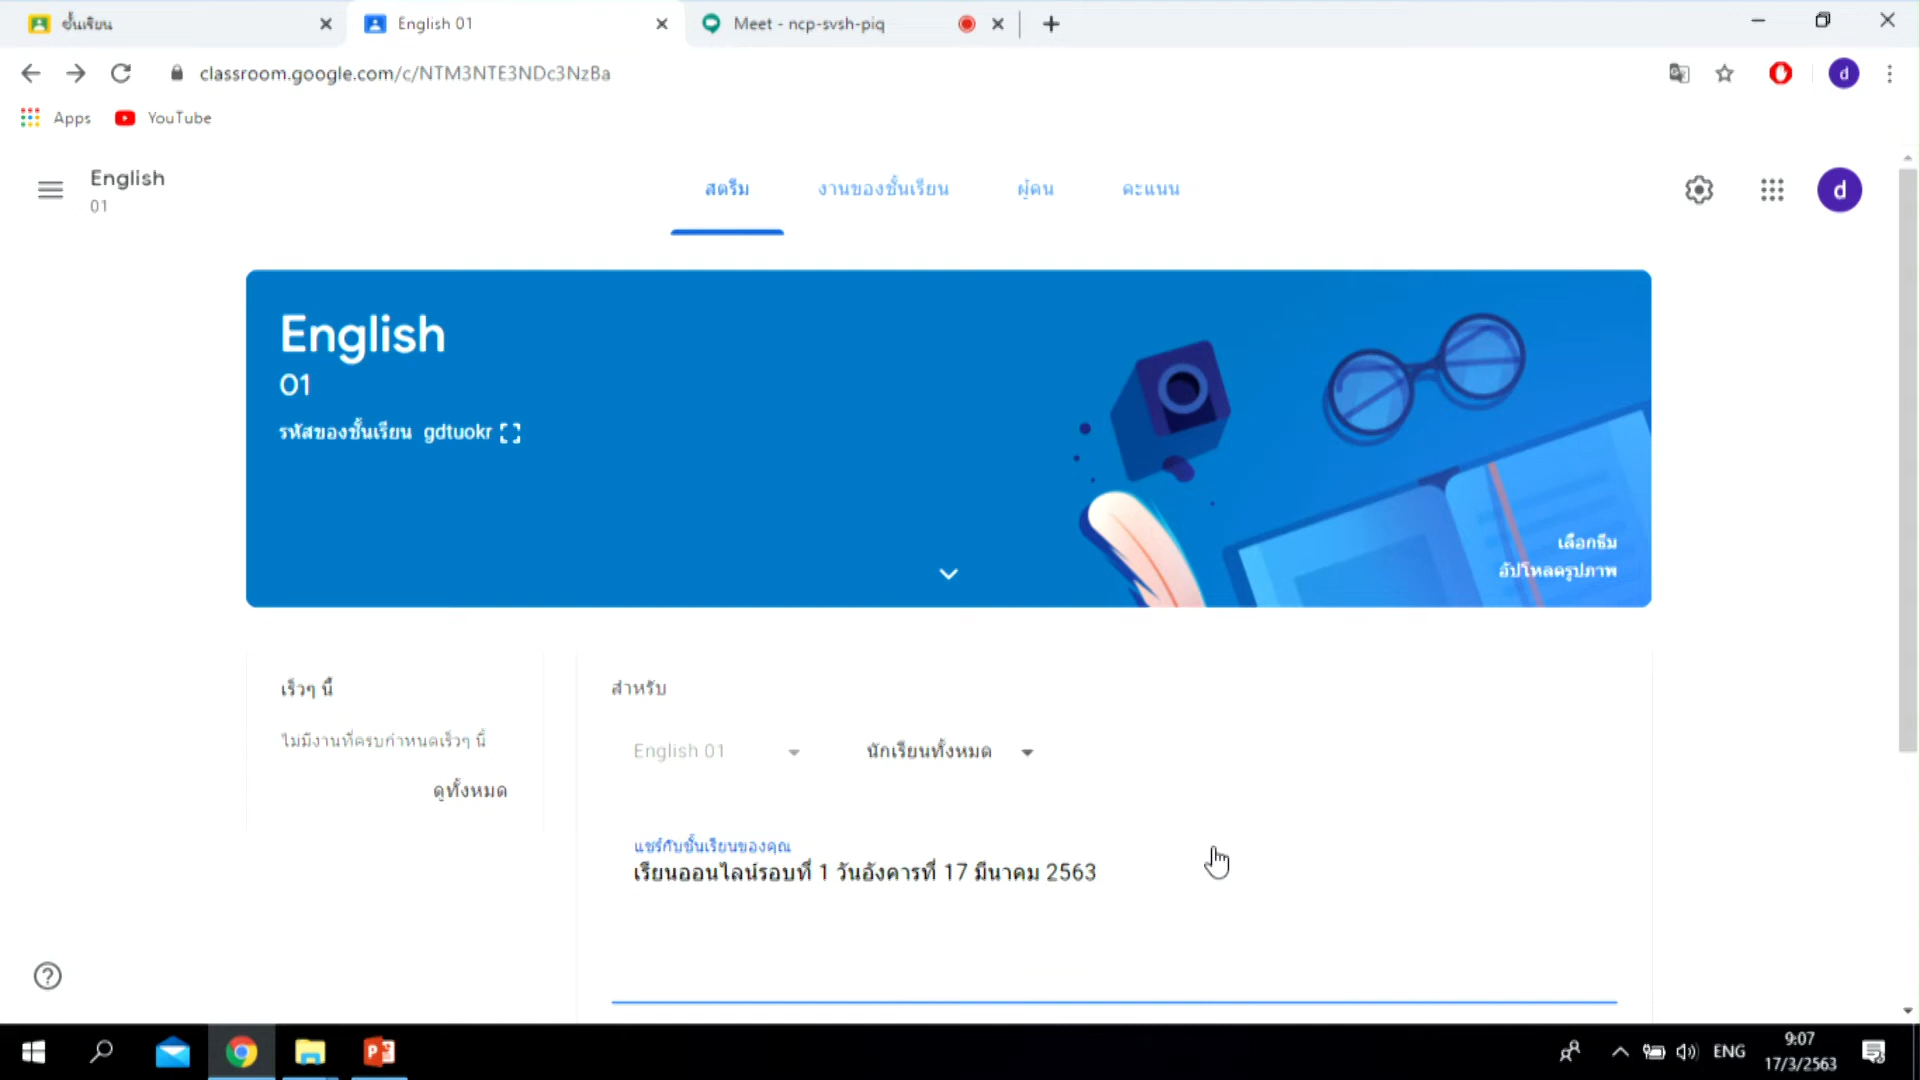 ชั้นเรียน
English 01
Meet - ncp-svsh-piq
classroom.google.com/c/NTM3NTE3NDc3NzBa
d
Apps
YouTube
English
01
สตรีม
งานของชั้นเรียน
ผู้คน
คะแนน
d
English
01
รหัสของชั้นเรียน gdtuokr
เลือกธีม
อัปโหลดรูปภาพ
เร็วๆ นี้
ไม่มีงานที่ครบกำหนดเร็วๆ นี้
ดูทั้งหมด
สำหรับ
English 01
นักเรียนทั้งหมด
แชร์กับชั้นเรียนของคุณ
เรียนออนไลน์รอบที่ 1 วันอังคารที่ 17 มีนาคม 2563
ENG
9:07
17/3/2563